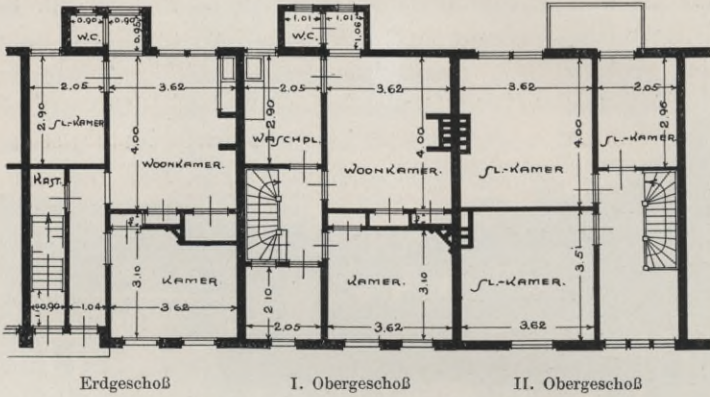 0.90 0.90
W.C.
0.90
2.05
3.62
2.90
SL.-KAMER
4.00
WOONKAMER.
KAST.
3.10
KAMER.
3.62
0.90
1.04
1.01
1.01
W.C.
1.06
2.05
3.62
2.90
WASCHPL.
4.00
WOONKAMER.
2.10
KAMER.
3.10
2.05
3.62
3.62
2.05
4.00
2.90
SL.-KAMER
SL.-KAMER
3.51
SL.-KAMER.
3.62
Erdgeschoß
I. Obergeschoß
II. Obergeschoß